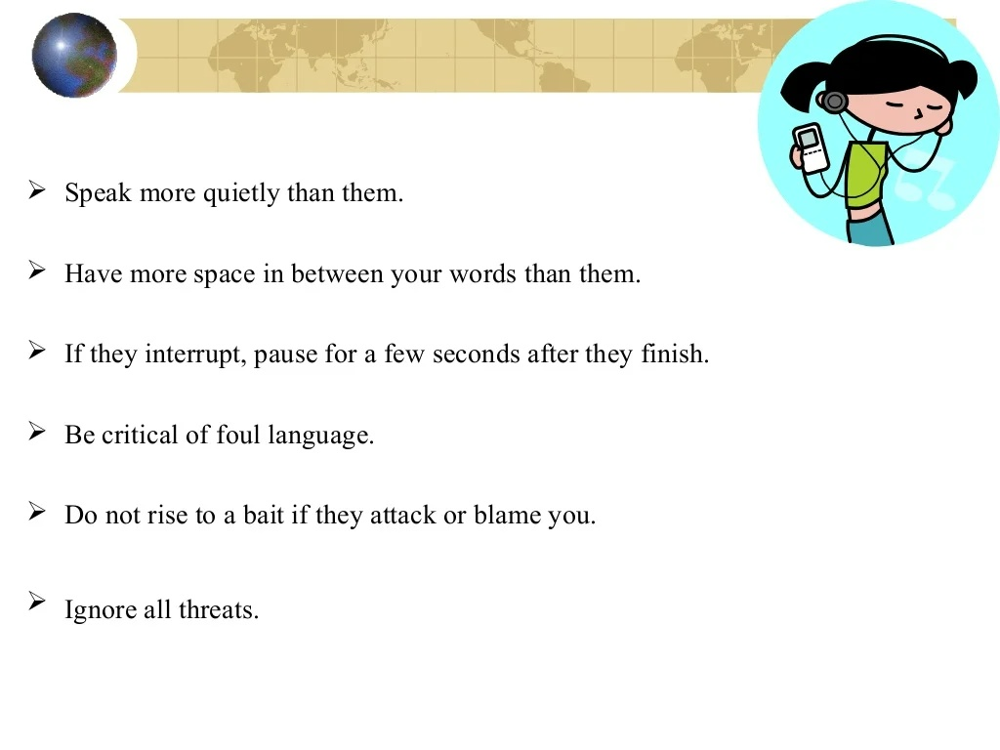 Speak more quietly than them.
Have more space in between your words than them.
If they interrupt, pause for a few seconds after they finish.
Be critical of foul language.
Do not rise to a bait if they attack or blame you.
Ignore all threats.